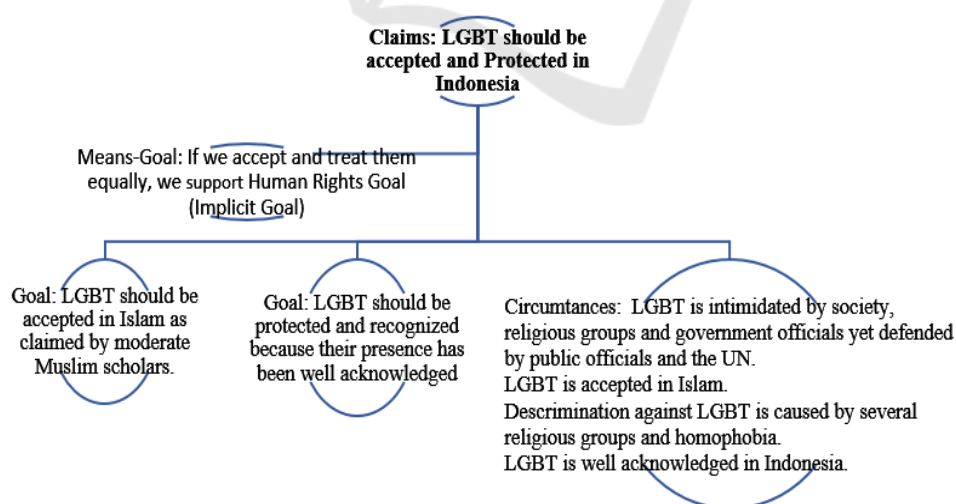 Claims: LGBT should be
accepted and Protected in
Indonesia
Means-Goal: If we accept and treat them
equally, we support Human Rights Goal
(Implicit Goal)
Goal: LGBT should be
accepted in Islam as
claimed by moderate
Muslim scholars.
Goal: LGBT should be
protected and recognized
because their presence has
been well acknowledged
Circumtances: LGBT is intimidated by society,
religious groups and government officials yet defended
by public officials and the UN.
LGBT is accepted in Islam.
Descrimination against LGBT is caused by several
religious groups and homophobia.
LGBT is well acknowledged in Indonesia.